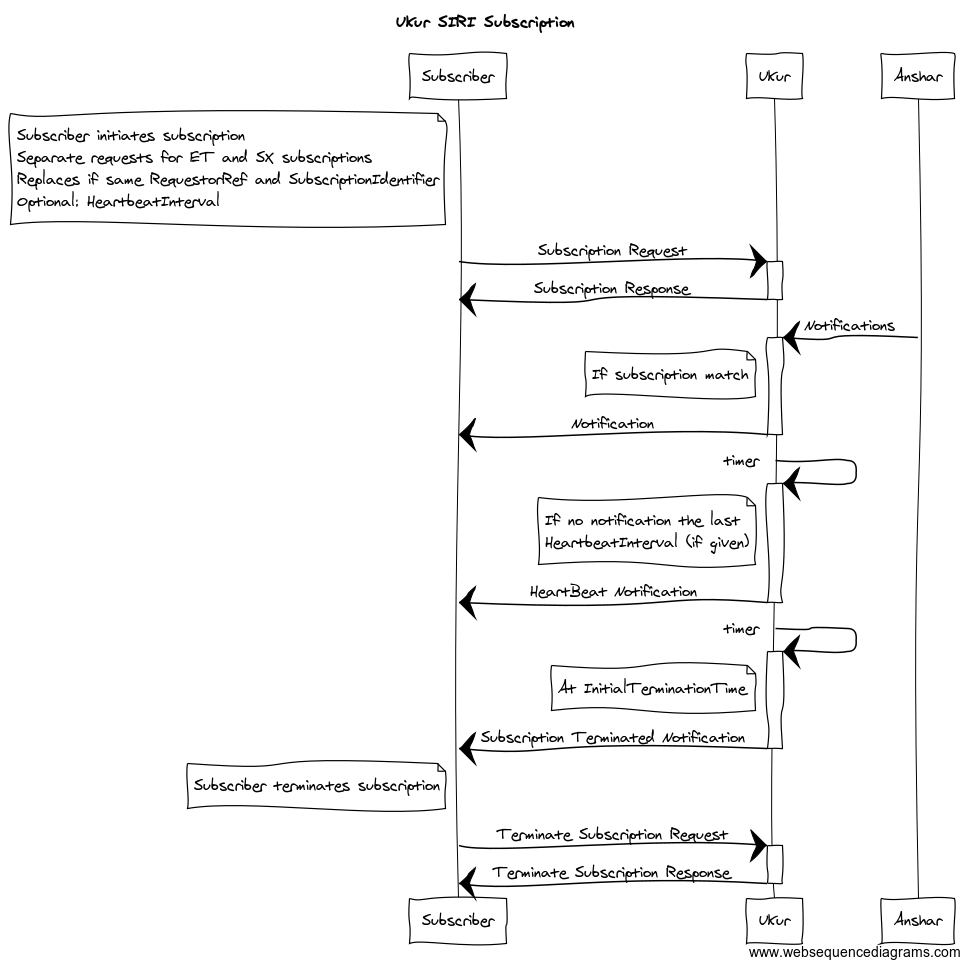 Ukur SIRI Subscription
Subscriber
Ukur
Anshar
Subscriber initiates subscription
Separate requests for ET and SX subscriptions
Replaces if same RequestorRef and SubscriptionIdentifier
Optional: HeartbeatInterval
Subscription Request
Subscription Response
Notifications
If subscription match
Notification
timer
If no notification the last
HeartbeatInterval (if given)
HeartBeat Notification
timer
At InitialTerminationTime
Subscription Terminated Notification
Subscriber terminates subscription
Terminate Subscription Request
Terminate Subscription Response
Subscriber
Ukur
Anshar
www.websequencediagrams.com